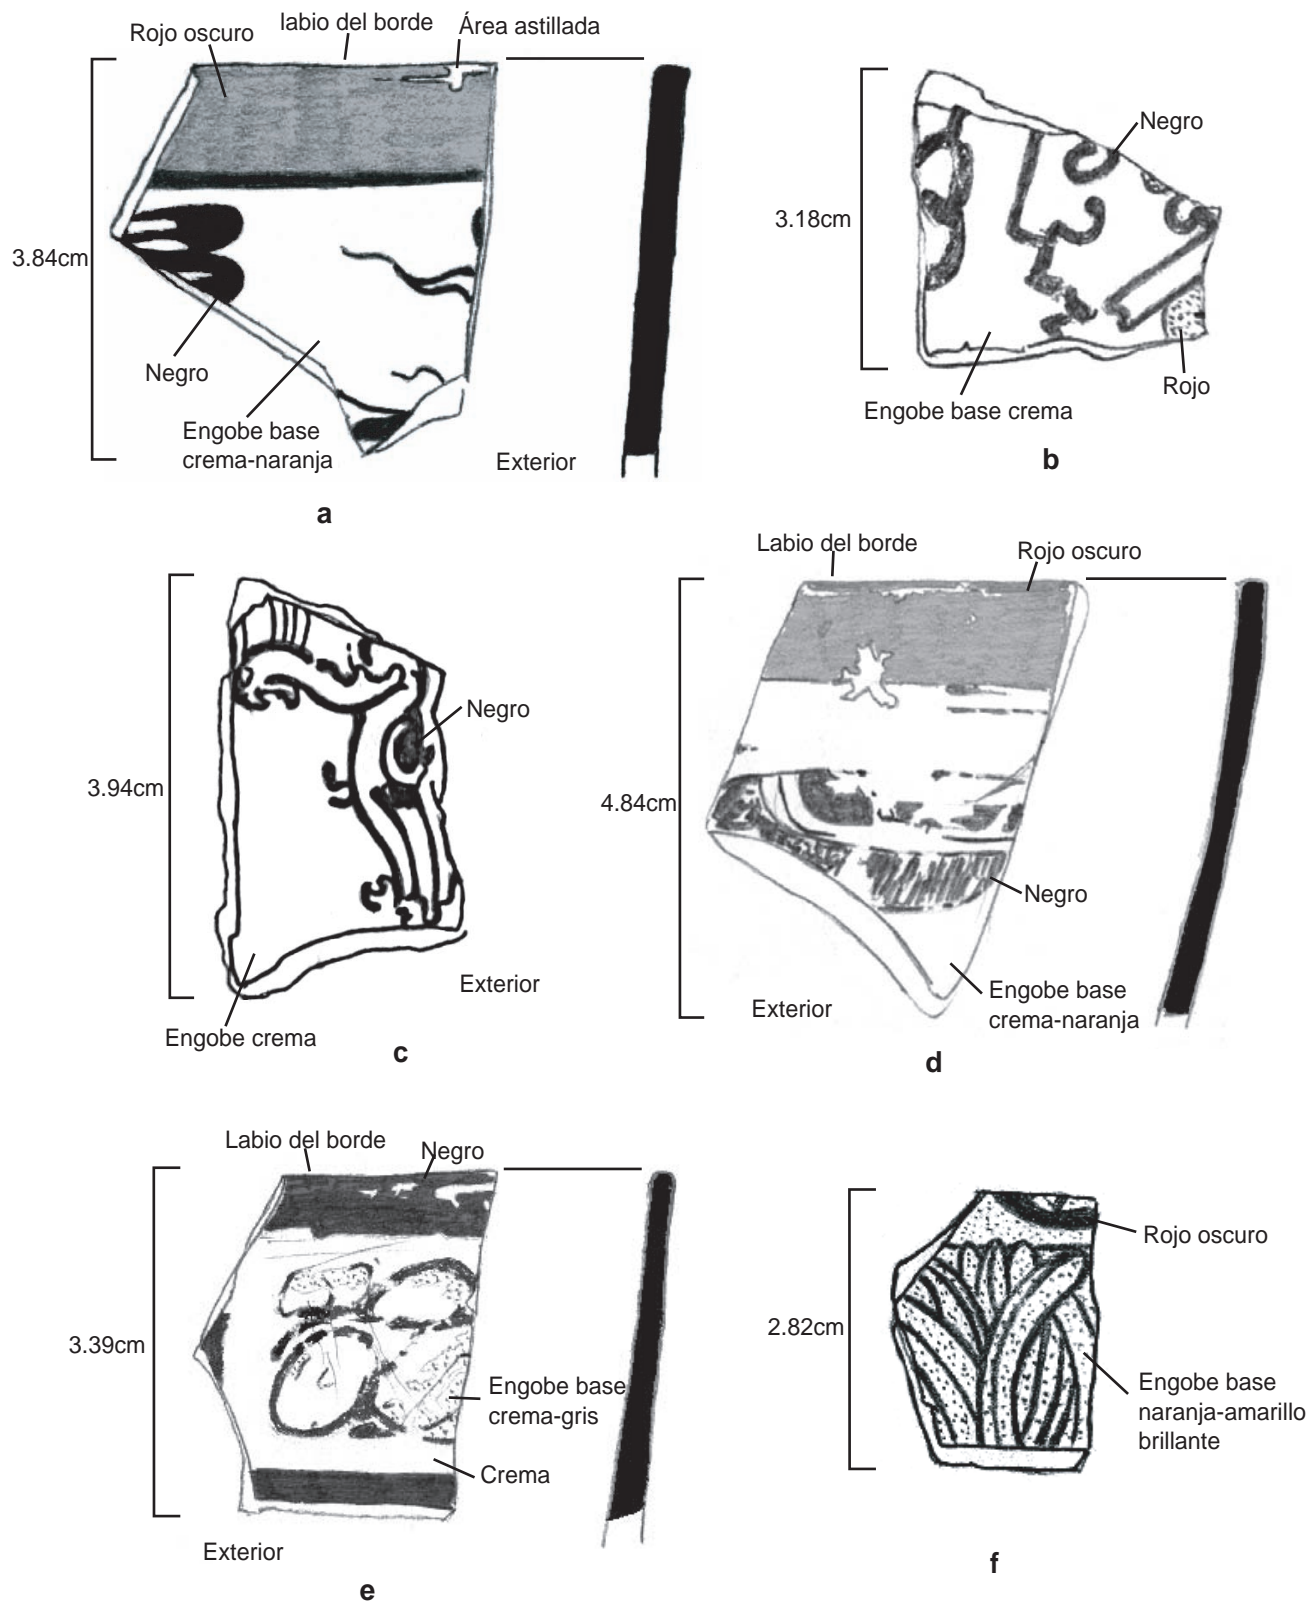 Rojo oscuro
labio del borde
Área astillada
3.84cm
Negro
Engobe base
crema-naranja
Exterior
a
Negro
3.18cm
Rojo
Engobe base crema
b
Negro
3.94cm
Exterior
Engobe crema
c
Labio del borde
Rojo oscuro
4.84cm
Negro
Engobe base
crema-naranja
Exterior
d
Labio del borde
Negro
3.39cm
Engobe base
crema-gris
Crema
Exterior
e
Rojo oscuro
2.82cm
Engobe base
naranja-amarillo
brillante
f